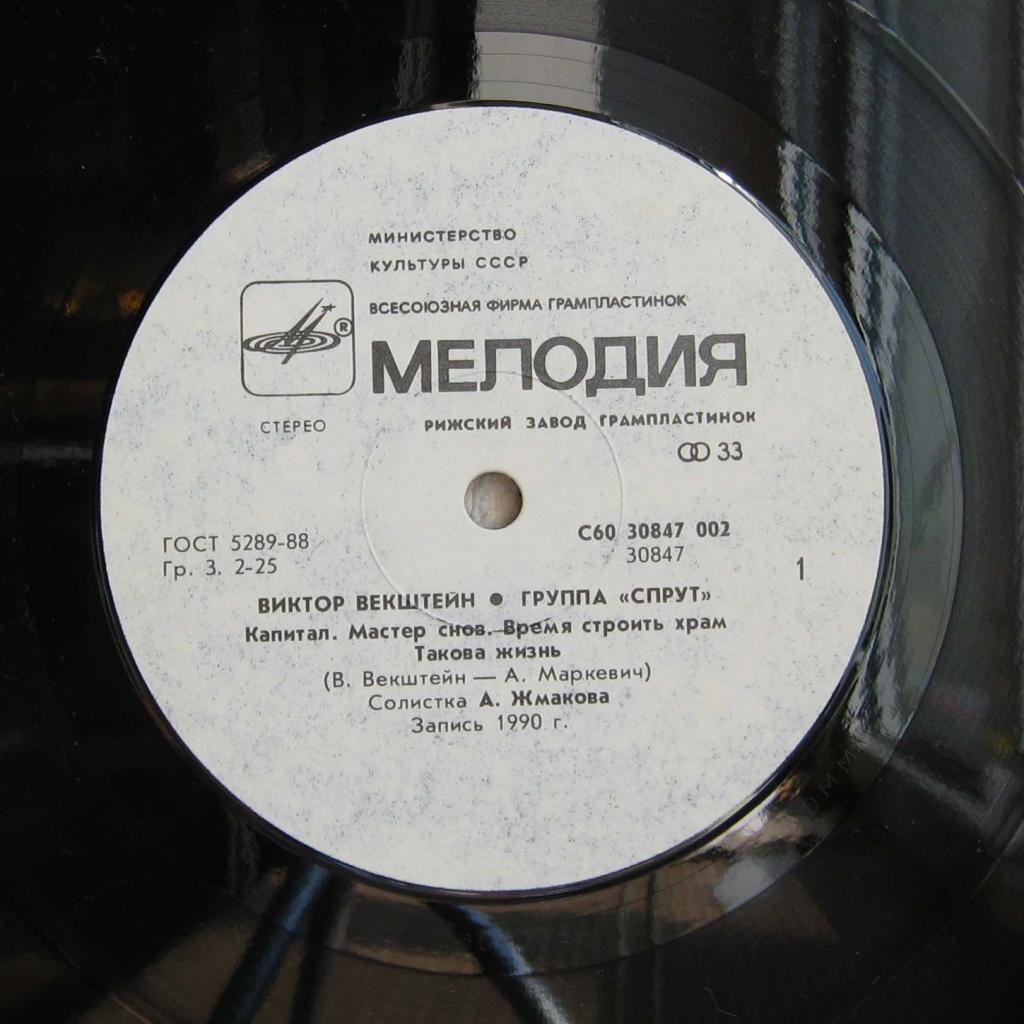 МИНИСТЕРСТВО
КУЛЬТУРЫ СССР
ВСЕСОЮЗНАЯ ФИРМА ГРАМПЛАСТИНОК
®
МЕЛОДИЯ
СТЕРЕО
РИЖСКИЙ ЗАВОД ГРАМПЛАСТИНОК
33
ГОСТ 5289-88
Гр. 3. 2-25
С60 30847 002
30847
1
ВИКТОР ВЕКШТЕЙН ● ГРУППА «СПРУТ»
Капитал. Мастер снов. Время строить храм
Такова жизнь
(В. Векштейн — А. Маркевич)
Солистка А. Жмакова
Запись 1990 г.